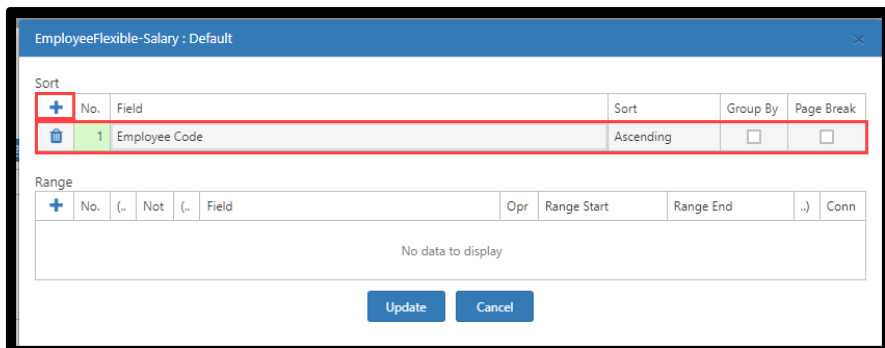 EmployeeFlexible-Salary : Default
Sort
No. Field Sort Group By Page Break
1 Employee Code Ascending
Range
No. (.. Not (.. Field Opr Range Start Range End ..) Conn
No data to display
Update Cancel